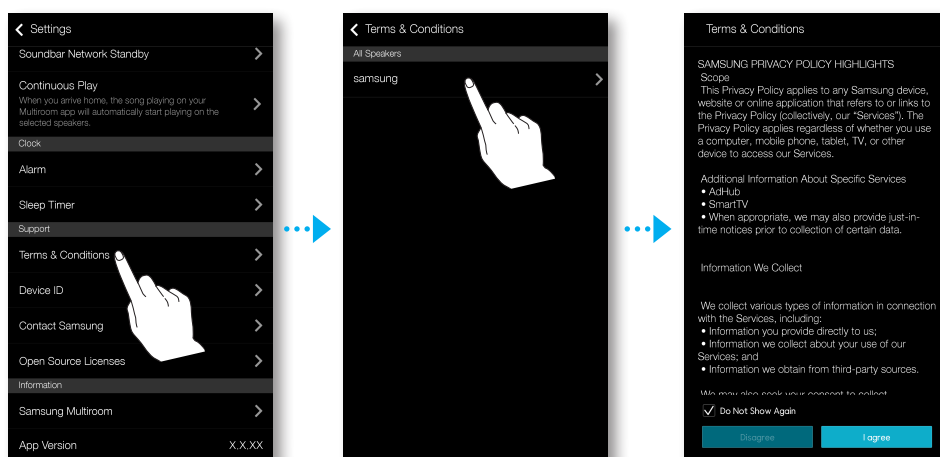 Settings
Soundbar Network Standby
Continuous Play
When you arrive home, the song playing on your
Multiroom app will automatically start playing on the
selected speakers.
Clock
Alarm
Sleep Timer
Support
Terms & Conditions
Device ID
Contact Samsung
Open Source Licenses
Information
Samsung Multiroom
App Version X.X.XX
Terms & Conditions
All Speakers
samsung
Terms & Conditions
SAMSUNG PRIVACY POLICY HIGHLIGHTS
Scope
This Privacy Policy applies to any Samsung device,
website or online application that refers to or links to
the Privacy Policy (collectively, our “Services”). The
Privacy Policy applies regardless of whether you use
a computer, mobile phone, tablet, TV, or other
device to access our Services.
Additional Information About Specific Services
• AdHub
• SmartTV
• When appropriate, we may also provide just-in-
time notices prior to collection of certain data.
Information We Collect
We collect various types of information in connection
with the Services, including:
• Information you provide directly to us;
• Information we collect about your use of our
Services; and
• Information we obtain from third-party sources.
We may also seek your consent to collect
Do Not Show Again
Disagree
I agree